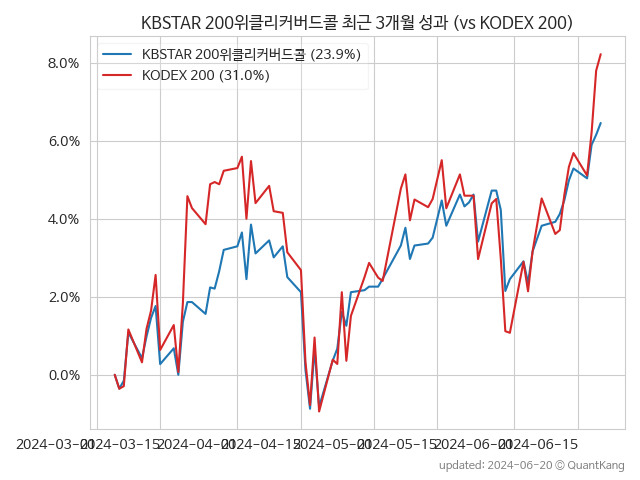 KBSTAR 200위클리커버드콜 최근 3개월 성과 (vs KODEX 200)
KBSTAR 200위클리커버드콜 (23.9%)
KODEX 200 (31.0%)
8.0%
6.0%
4.0%
2.0%
0.0%
2024-03-01 2024-03-15 2024-04-01 2024-04-15 2024-05-01 2024-05-15 2024-06-01 2024-06-15
updated: 2024-06-20 © QuantKang